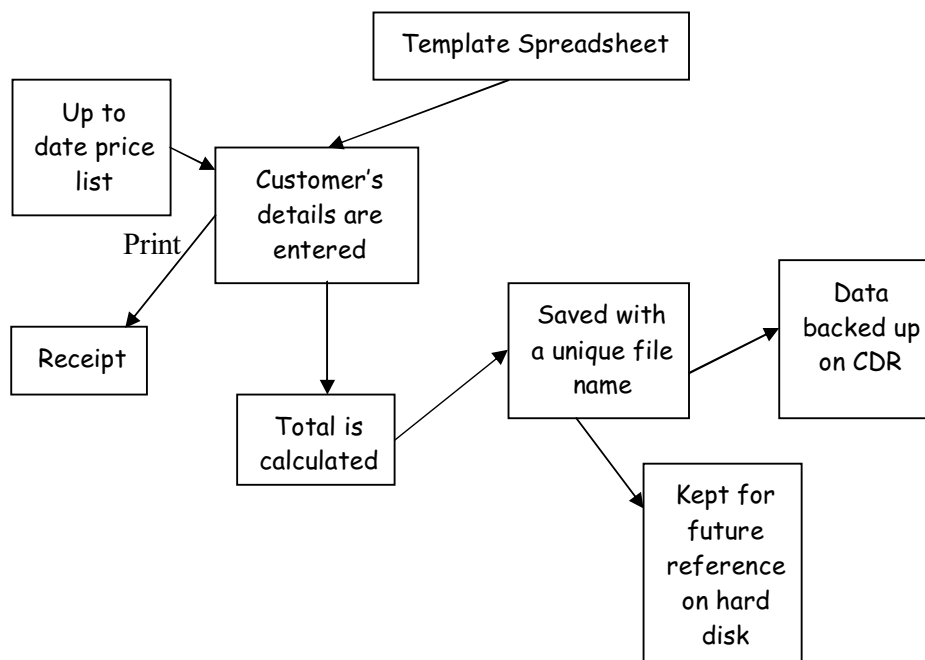 Template Spreadsheet
Up to
date price
list
Customer's
details are
entered
Print
Receipt
Total is
calculated
Saved with
a unique file
name
Data
backed up
on CDR
Kept for
future
reference
on hard
disk